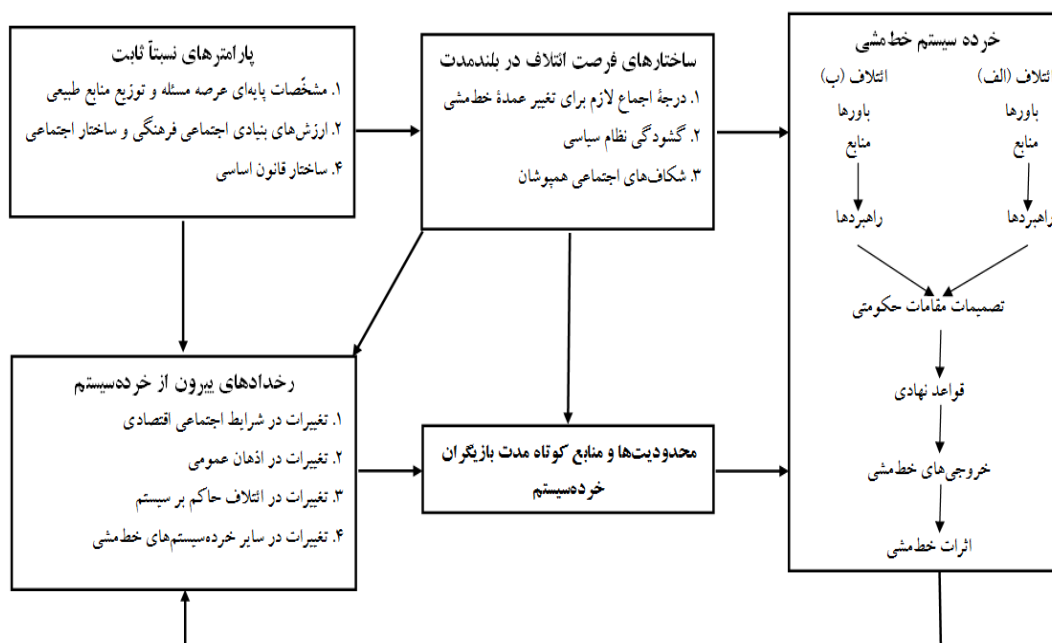 پارامترهای نسبتاً ثابت
۱. مشخّصات پایه‌ای عرصه مسئله و توزیع منابع طبیعی
۲. ارزش‌های بنیادی اجتماعی فرهنگی و ساختار اجتماعی
۴. ساختار قانون اساسی
ساختارهای فرصت ائتلاف در بلندمدت
۱. درجهٔ اجماع لازم برای تغییر عمدهٔ خط‌مشی
۲. گشودگی نظام سیاسی
۳. شکاف‌های اجتماعی همپوشان
خرده سیستم خط‌مشی
ائتلاف (الف)
باورها
منابع
راهبردها
ائتلاف (ب)
باورها
منابع
راهبردها
تصمیمات مقامات حکومتی
قواعد نهادی
خروجی‌های خط‌مشی
اثرات خط‌مشی
رخدادهای بیرون از خرده‌سیستم
۱. تغییرات در شرایط اجتماعی اقتصادی
۲. تغییرات در اذهان عمومی
۳. تغییرات در ائتلاف حاکم بر سیستم
۴. تغییرات در سایر خرده‌سیستم‌های خط‌مشی
محدودیت‌ها و منابع کوتاه مدت بازیگران
خرده‌سیستم